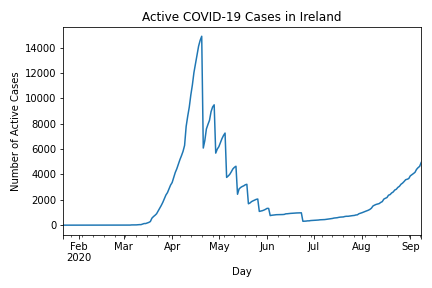 Active COVID-19 Cases in Ireland
Number of Active Cases
14000
12000
10000
8000
6000
4000
2000
0
Feb Mar Apr May Jun Jul Aug Sep
2020
Day